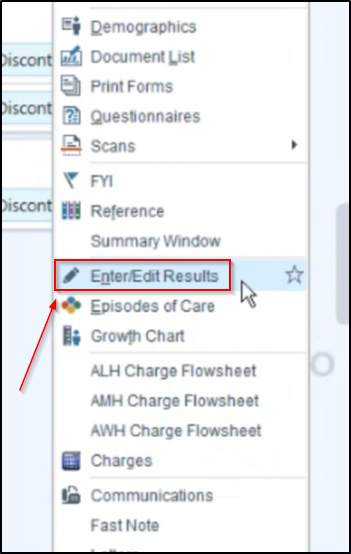 Demographics
Discont
Document List
Print Forms
Discont
Questionnaires
Scans
FYI
Discont
Reference
Summary Window
Enter/Edit Results
Episodes of Care
Growth Chart
ALH Charge Flowsheet
AMH Charge Flowsheet
AWH Charge Flowsheet
Charges
Communications
Fast Note